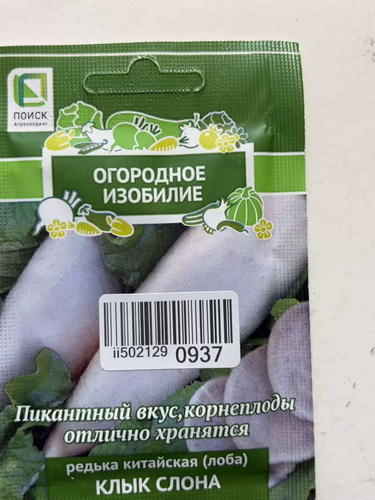 ПОИСК
Агрохолдинг
ОГОРОДНОЕ
ИЗОБИЛИЕ
ii502129 0937
Пикантный вкус,корнеплоды
отлично хранятся
редька китайская (лоба)
КЛЫК СЛОНА